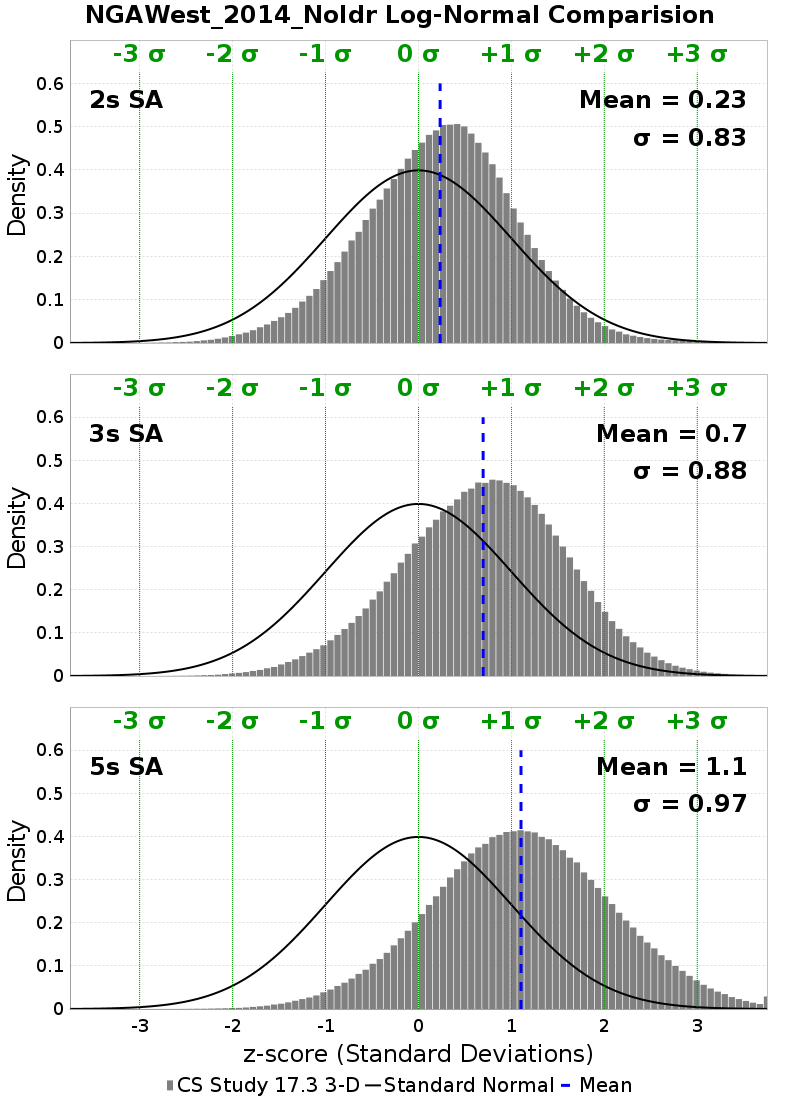 NGAWest_2014_NoIdr Log-Normal Comparision
-3 σ -2 σ -1 σ 0 σ +1 σ +2 σ +3 σ
2s SA
Mean = 0.23
σ = 0.83
Density
0.6
0.5
0.4
0.3
0.2
0.1
0
-3 σ -2 σ -1 σ 0 σ +1 σ +2 σ +3 σ
3s SA
Mean = 0.7
σ = 0.88
Density
0.6
0.5
0.4
0.3
0.2
0.1
0
-3 σ -2 σ -1 σ 0 σ +1 σ +2 σ +3 σ
5s SA
Mean = 1.1
σ = 0.97
Density
0.6
0.5
0.4
0.3
0.2
0.1
0
-3 -2 -1 0 1 2 3
z-score (Standard Deviations)
CS Study 17.3 3-D Standard Normal Mean